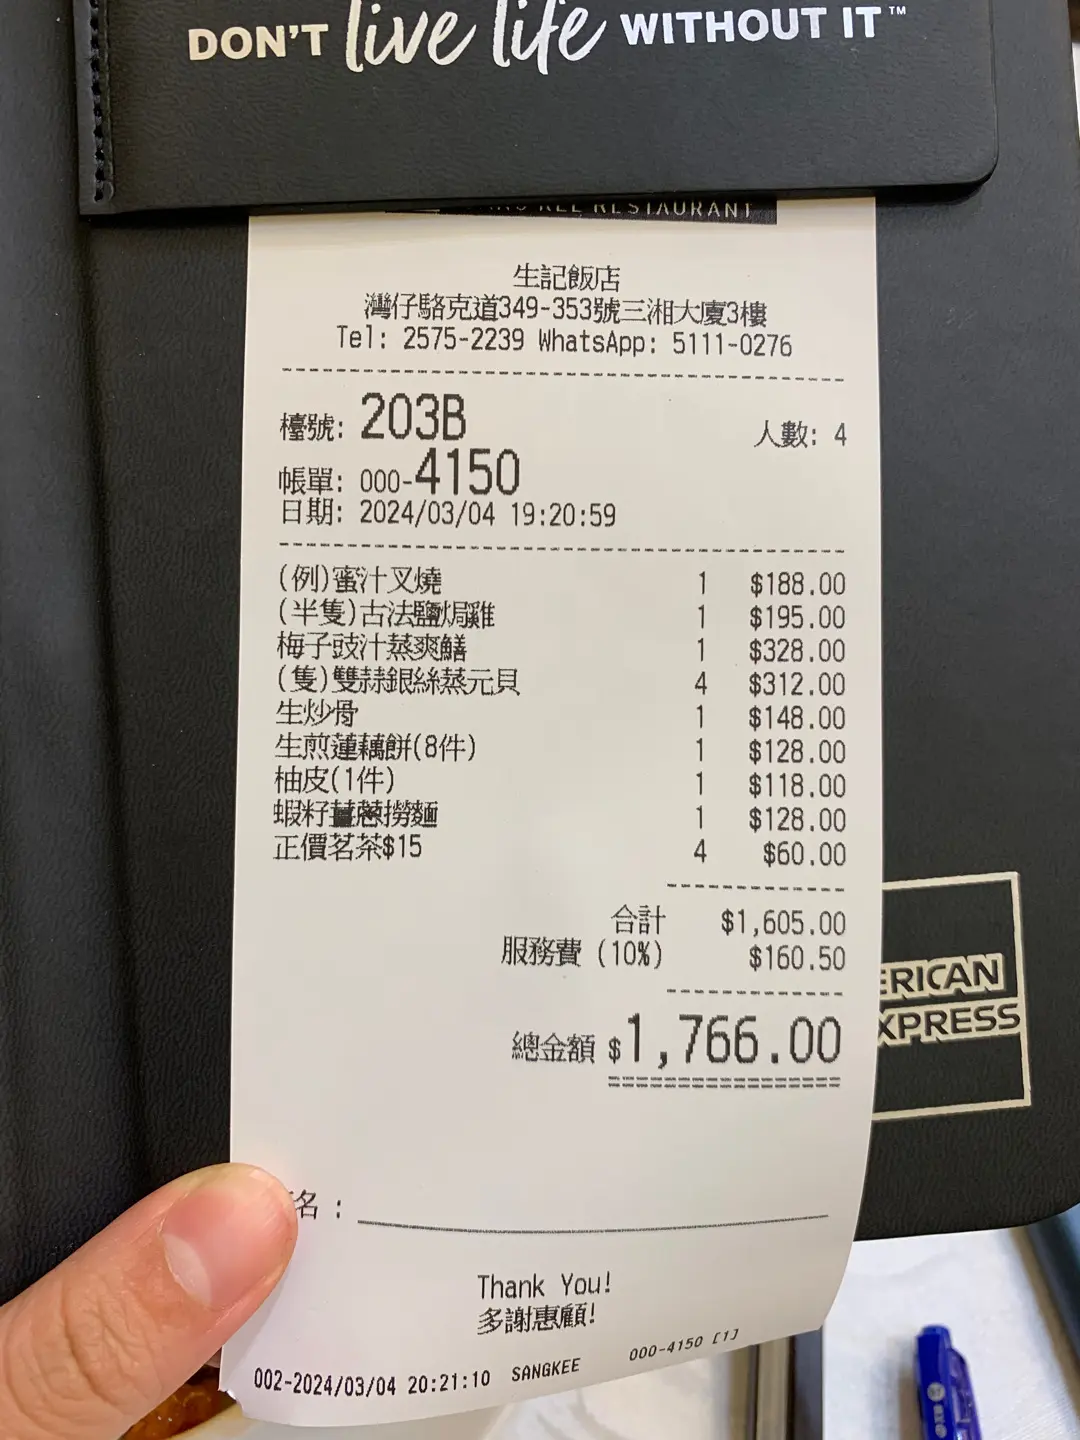 DON'T live life WITHOUT IT™
KEE RESTAURANT
生記飯店
灣仔駱克道349-353號三湘大廈3樓
Tel: 2575-2239 WhatsApp: 5111-0276
檯號: 203B 人數: 4
帳單: 000-4150
日期: 2024/03/04 19:20:59
(例)蜜汁叉燒 1 $188.00
(半隻)古法鹽焗雞 1 $195.00
梅子豉汁蒸爽鱔 1 $328.00
(隻)雙蒜銀絲蒸元貝 4 $312.00
生炒骨 1 $148.00
生煎蓮藕餅(8件) 1 $128.00
柚皮(1件) 1 $118.00
蝦籽薑蔥撈麵 1 $128.00
正價茗茶$15 4 $60.00
合計 $1,605.00
服務費 (10%) $160.50
總金額 $1,766.00
名 :
Thank You!
多謝惠顧!
002-2024/03/04 20:21:10 SANGKEE 000-4150 [1]
ERICAN
XPRESS